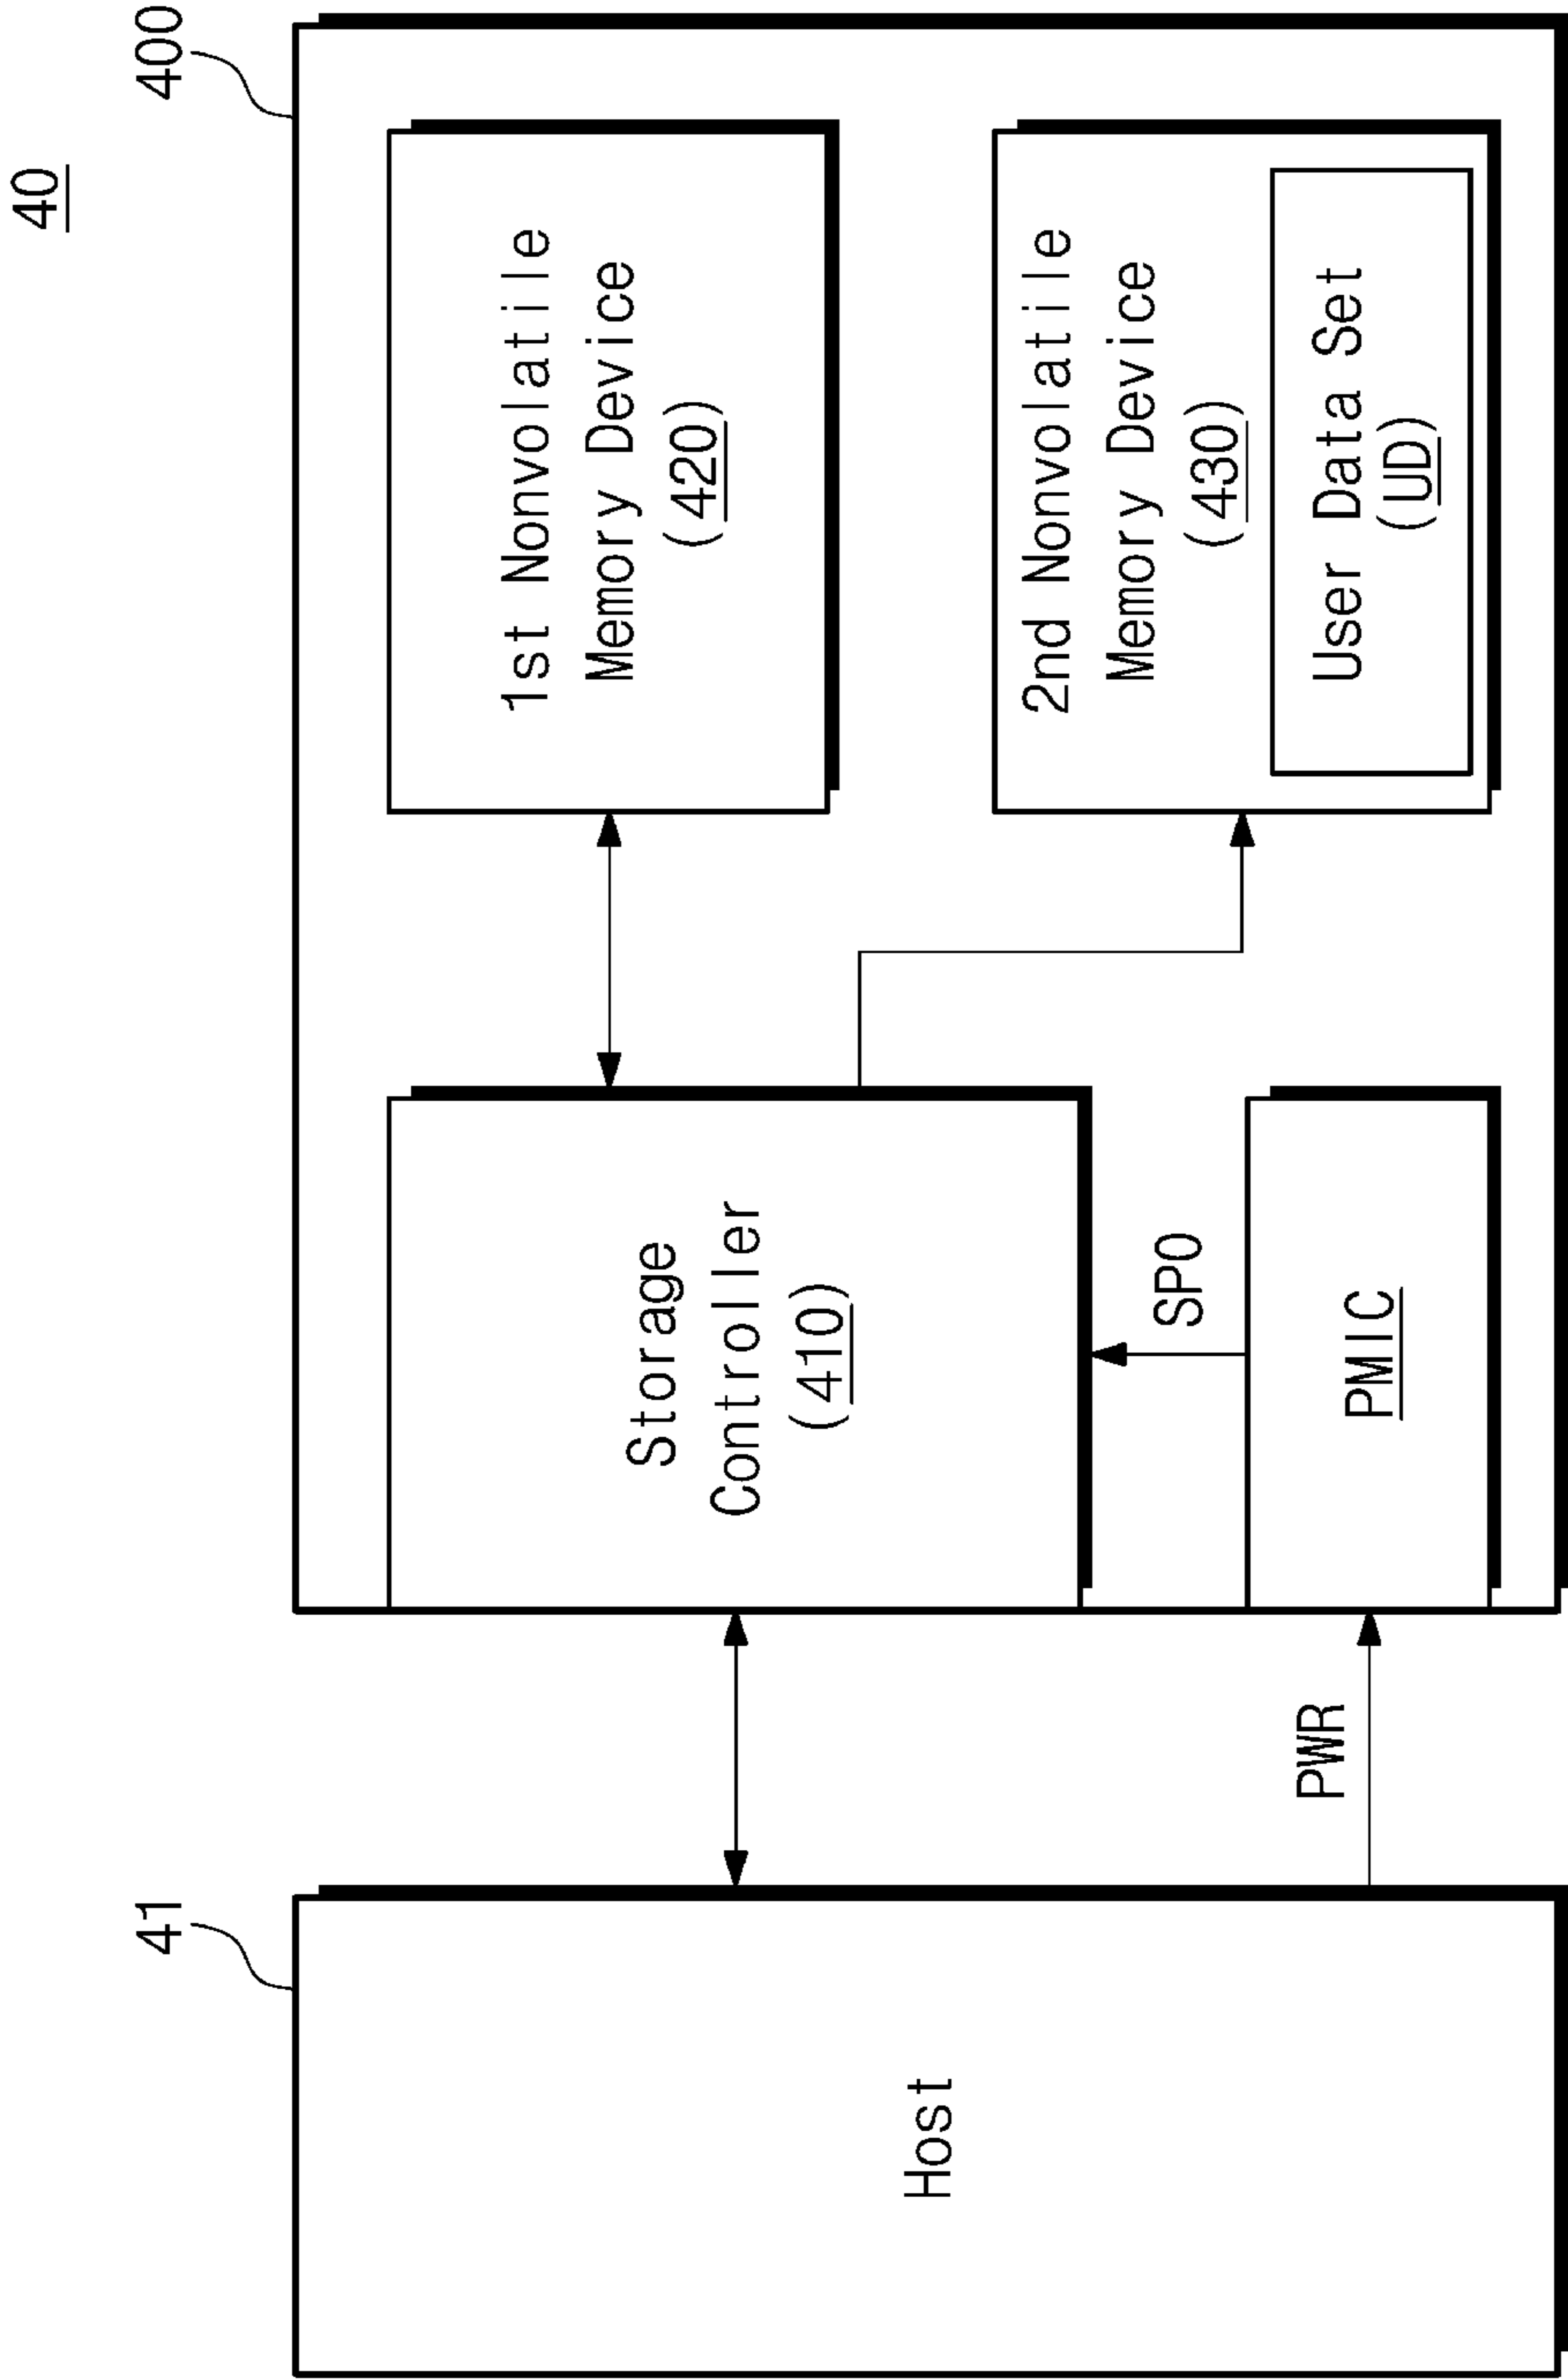 40
41
400
Host
Storage
Controller
(410)
1st Nonvolatile
Memory Device
(420)
2nd Nonvolatile
Memory Device
(430)
User Data Set
(UD)
SPO
PWR
PMIC